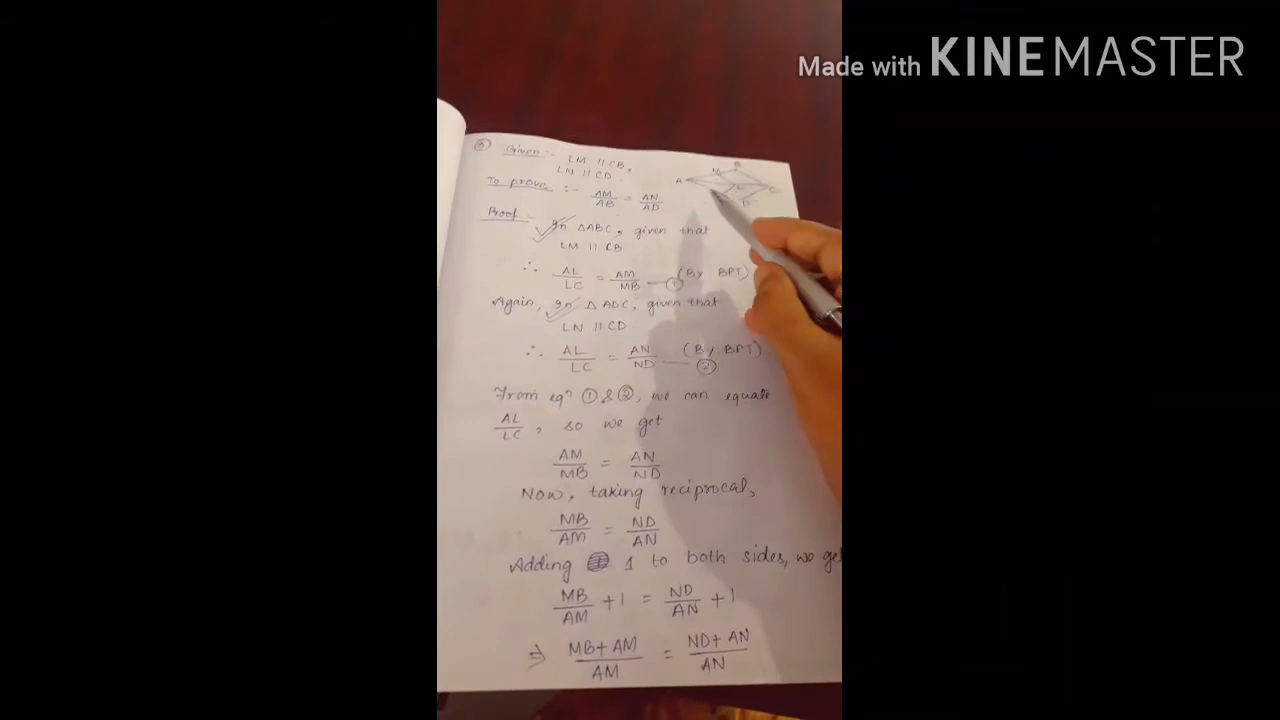 Made with KINEMASTER
③ Given :- LM ∥ CB,
LN ∥ CD
To prove :- AM/AB = AN/AD
Proof - In ΔABC, given that
LM ∥ CB
∴ AL/LC = AM/MB — ① (By BPT)
Again, In Δ ADC, given that
LN ∥ CD
∴ AL/LC = AN/ND — ② (By BPT)
From eqⁿ ① & ②, we can equate
AL/LC, so we get
AM/MB = AN/ND
Now, taking reciprocal,
MB/AM = ND/AN
Adding 1 to both sides, we get
MB/AM + 1 = ND/AN + 1
⇒ MB + AM/AM = ND + AN/AN
A M B L C D